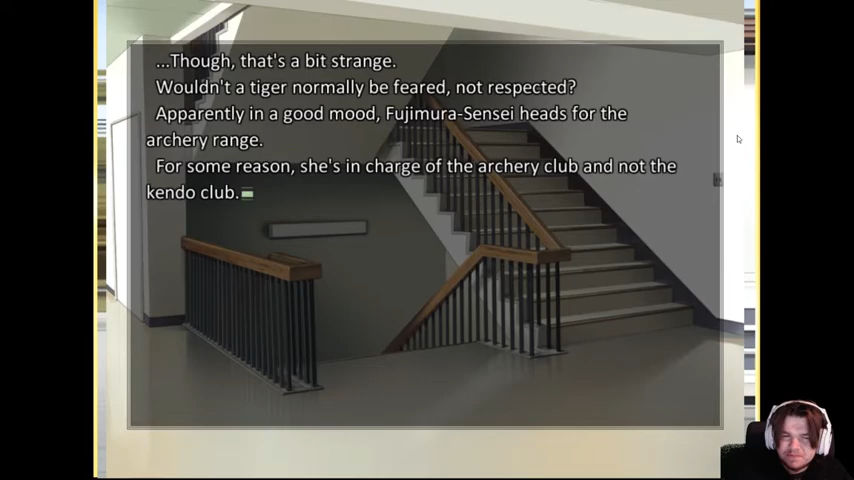 ...Though, that's a bit strange.
Wouldn't a tiger normally be feared, not respected?
Apparently in a good mood, Fujimura-Sensei heads for the
archery range.
For some reason, she's in charge of the archery club and not the
kendo club.